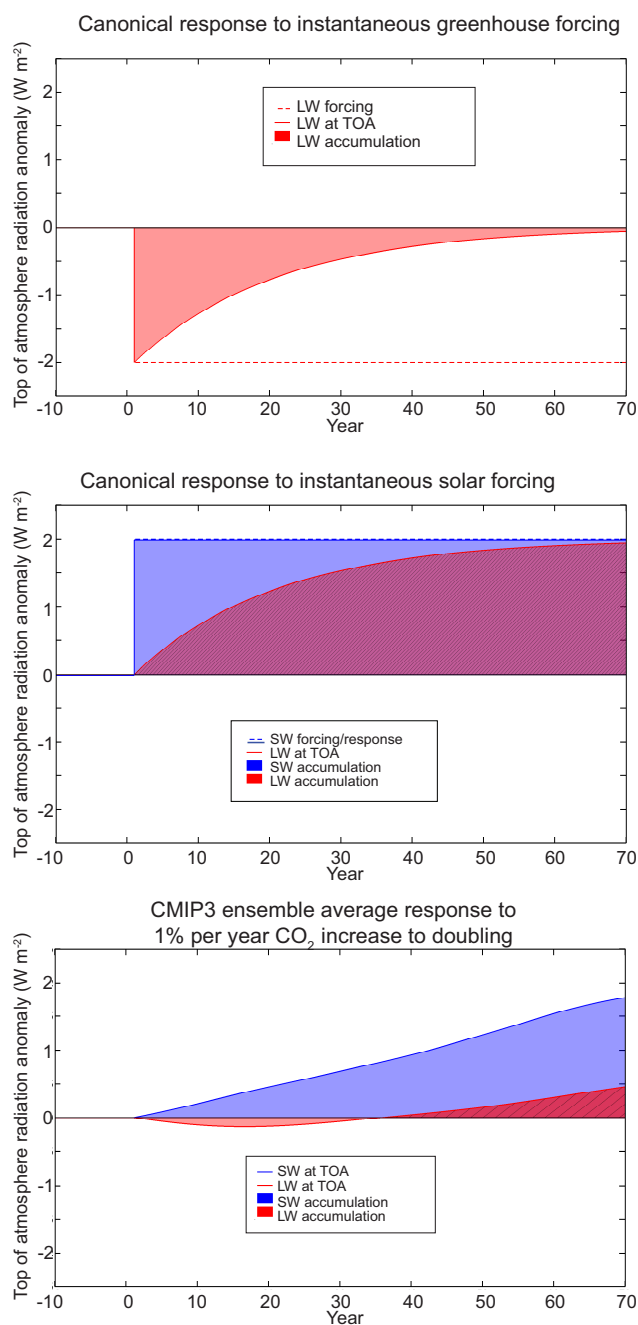 Canonical response to instantaneous greenhouse forcing
Top of atmosphere radiation anomaly (W m-2)
2
1
0
-1
-2
LW forcing
LW at TOA
LW accumulation
-10 0 10 20 30 40 50 60 70
Year
Canonical response to instantaneous solar forcing
Top of atmosphere radiation anomaly (W m-2)
2
1
0
-1
-2
SW forcing/response
LW at TOA
SW accumulation
LW accumulation
-10 0 10 20 30 40 50 60 70
Year
CMIP3 ensemble average response to
1% per year CO2 increase to doubling
Top of atmosphere radiation anomaly (W m-2)
2
1
0
-1
-2
SW at TOA
LW at TOA
SW accumulation
LW accumulation
-10 0 10 20 30 40 50 60 70
Year